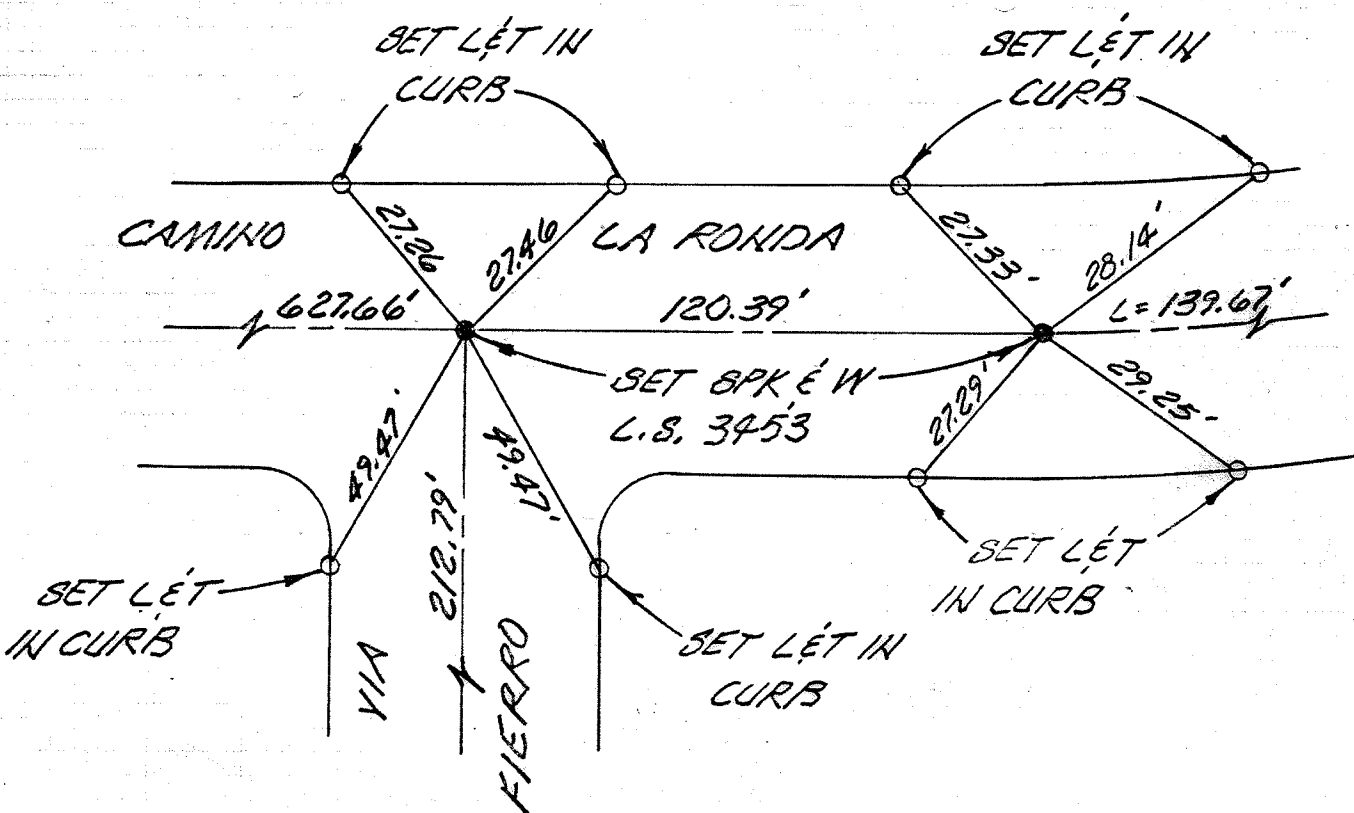 SET L&T IN
CURB
SET L&T IN
CURB
27.26
27.46
27.33-
28.14'
CAMINO
LA RONDA
627.66'
120.39'
L= 139.67'
SET SPK & W
L.S. 3453
49.47'
49.47'
27.29'
29.25-
212.79'
SET L&T
IN CURB
SET L&T
IN CURB
SET L&T IN
CURB
VIA
FIERRO